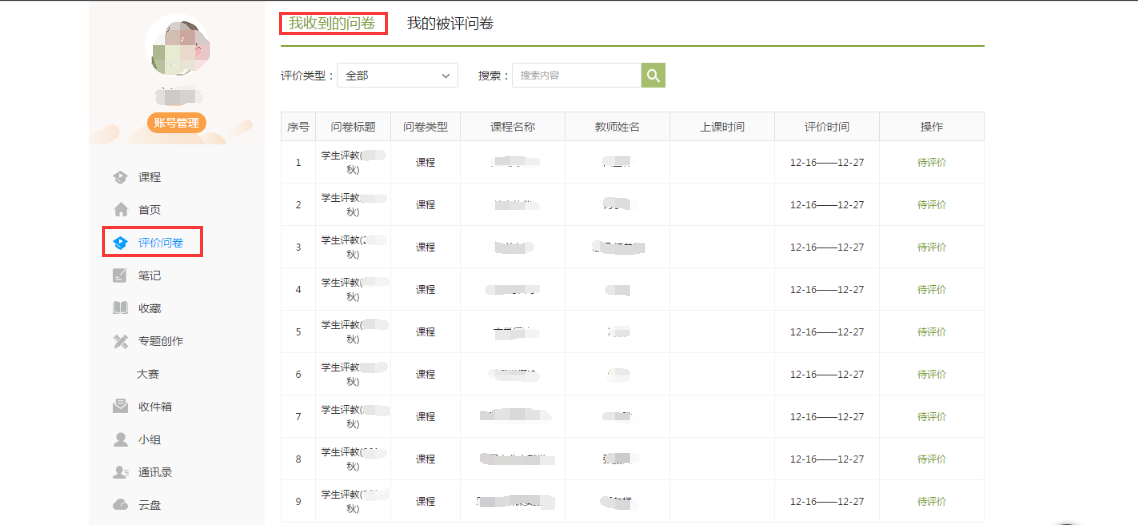 我收到的问卷 我的被评问卷
评价类型： 全部 搜索： 搜索内容
账号管理
课程
首页
评价问卷
笔记
收藏
专题创作
大赛
收件箱
小组
通讯录
云盘
序号 问卷标题 问卷类型 课程名称 教师姓名 上课时间 评价时间 操作
1 学生评教( 课程 12-16——12-27 待评价
秋)
2 学生评教 课程 12-16——12-27 待评价
秋)
3 学生评教( 课程 12-16——12-27 待评价
秋)
4 学生评教( 课程 12-16——12-27 待评价
秋)
5 学生评教( 课程 12-16——12-27 待评价
秋)
6 学生评教( 课程 12-16——12-27 待评价
秋)
7 学生评教( 课程 12-16——12-27 待评价
秋)
8 学生评教( 课程 12-16——12-27 待评价
秋)
9 学生评教( 课程 12-16——12-27 待评价
秋)